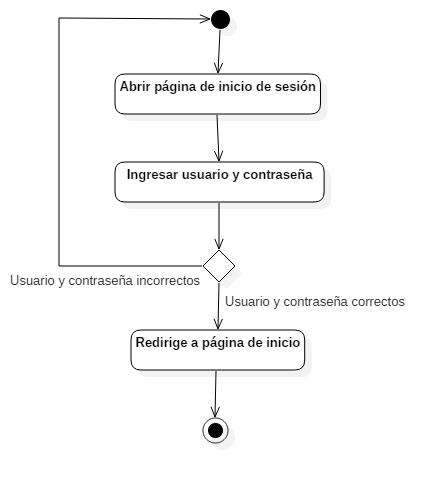 Abrir página de inicio de sesión
Ingresar usuario y contraseña
Usuario y contraseña incorrectos
Usuario y contraseña correctos
Redirige a página de inicio